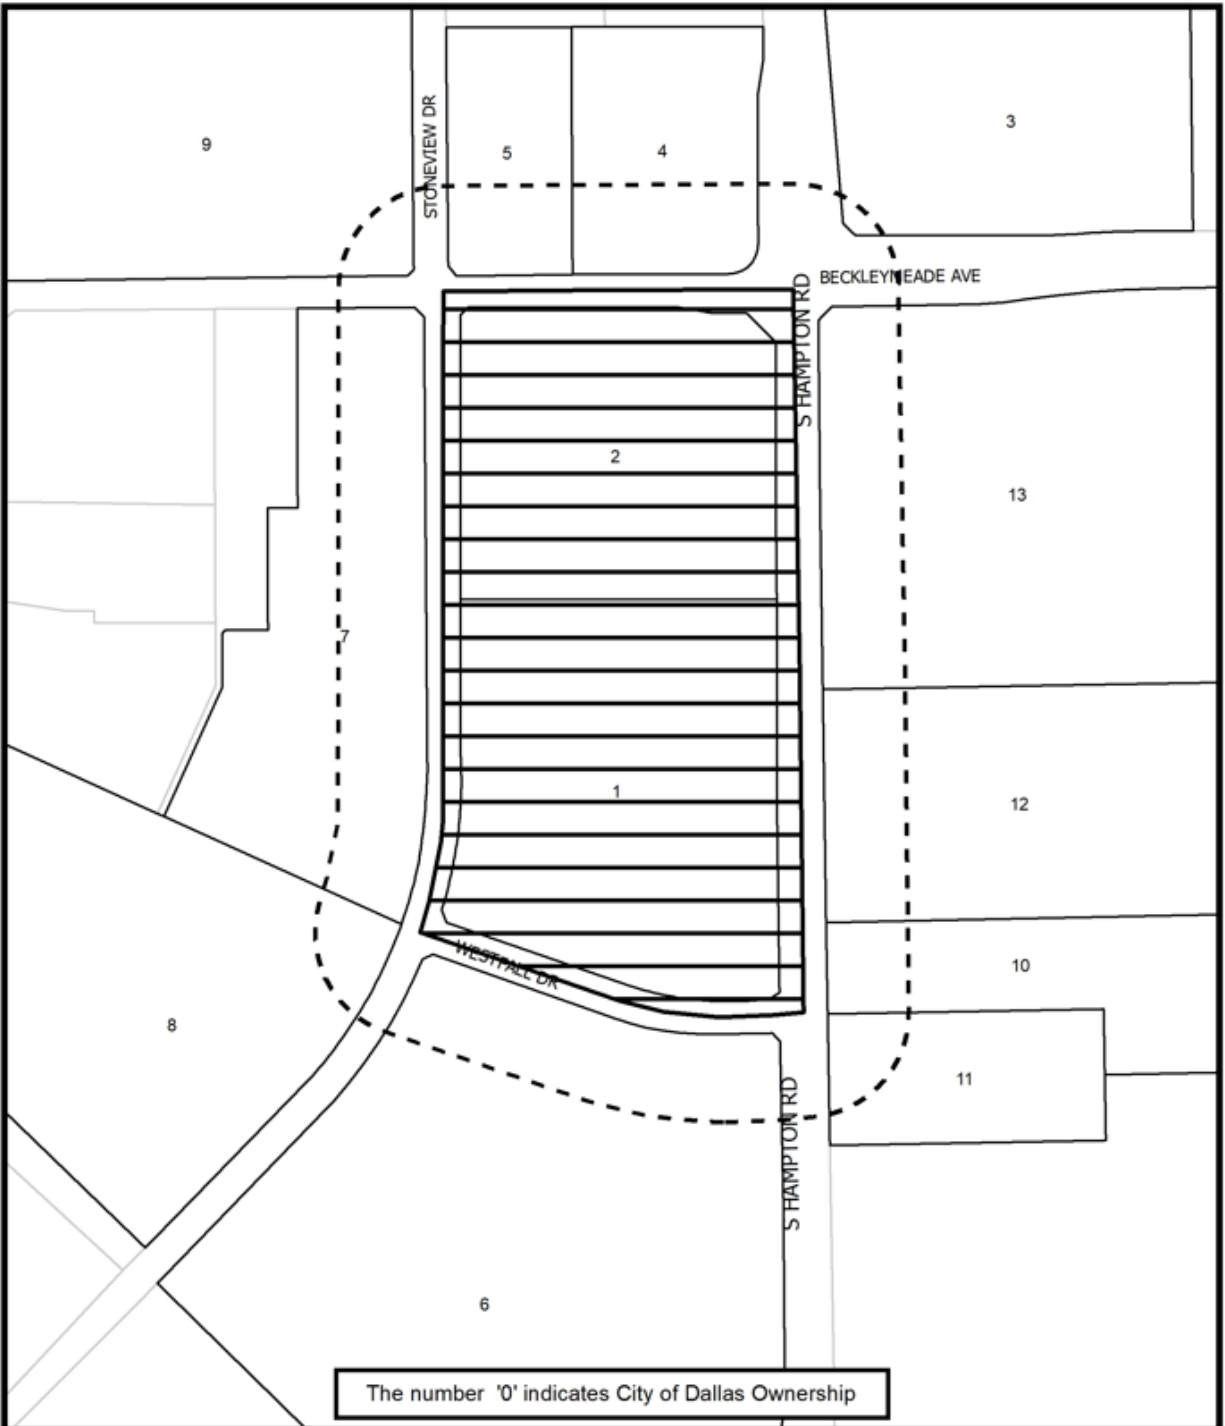 3
9
5
4
STONEVIEW DR
BECKLEYMEADE AVE
S HAMPTON RD
2
13
7
1
12
WESTFALL DR
10
8
11
S HAMPTON RD
6
The number '0' indicates City of Dallas Ownership